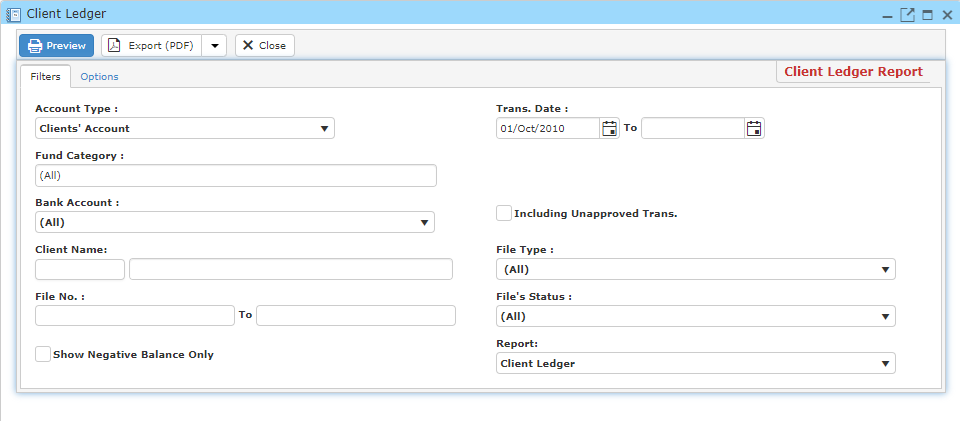 Client Ledger
Preview Export (PDF) Close
Filters Options Client Ledger Report
Account Type : Trans. Date :
Clients' Account 01/Oct/2010 To
Fund Category :
(All)
Bank Account :
(All) Including Unapproved Trans.
Client Name: File Type :
(All)
File No. : File's Status :
To (All)
Show Negative Balance Only Report:
Client Ledger